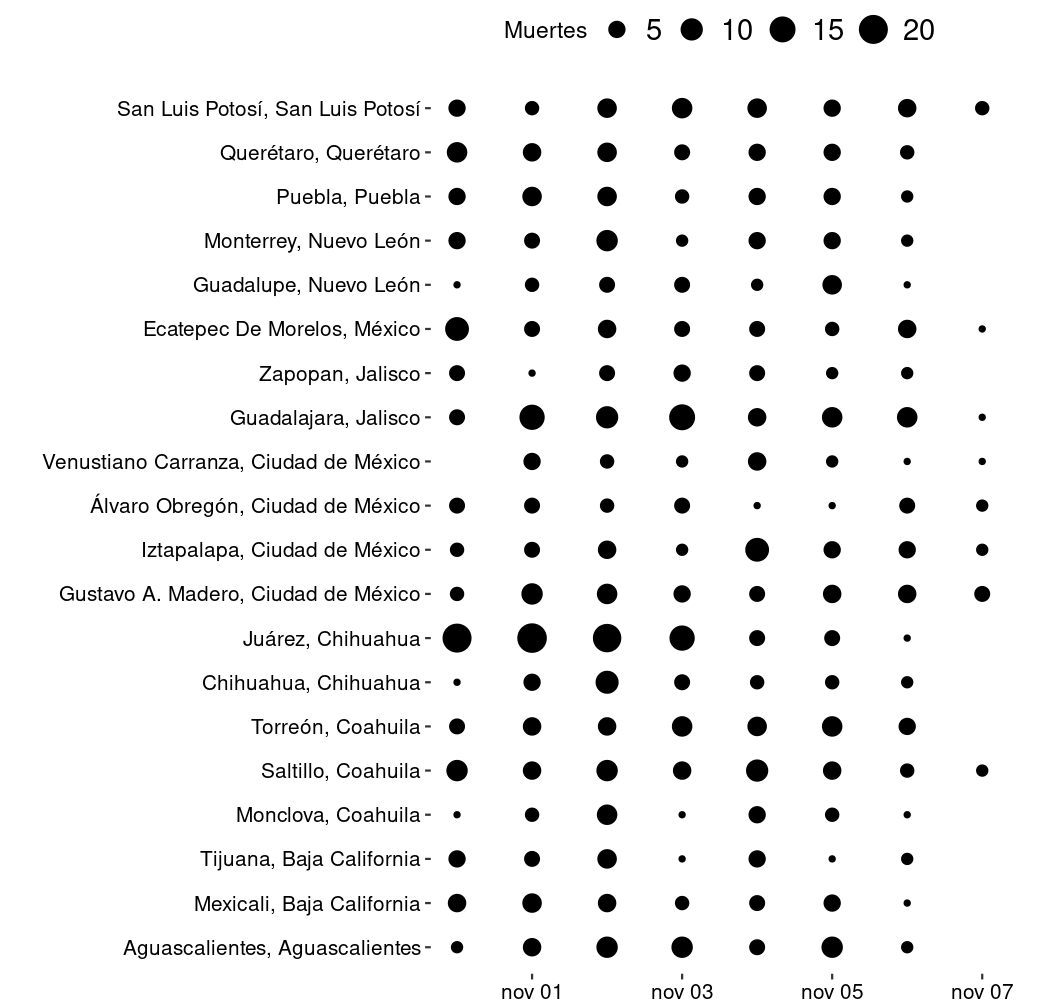 Muertes 5 10 15 20
San Luis Potosí, San Luis Potosí
Querétaro, Querétaro
Puebla, Puebla
Monterrey, Nuevo León
Guadalupe, Nuevo León
Ecatepec De Morelos, México
Zapopan, Jalisco
Guadalajara, Jalisco
Venustiano Carranza, Ciudad de México
Álvaro Obregón, Ciudad de México
Iztapalapa, Ciudad de México
Gustavo A. Madero, Ciudad de México
Juárez, Chihuahua
Chihuahua, Chihuahua
Torreón, Coahuila
Saltillo, Coahuila
Monclova, Coahuila
Tijuana, Baja California
Mexicali, Baja California
Aguascalientes, Aguascalientes
nov 01 nov 03 nov 05 nov 07